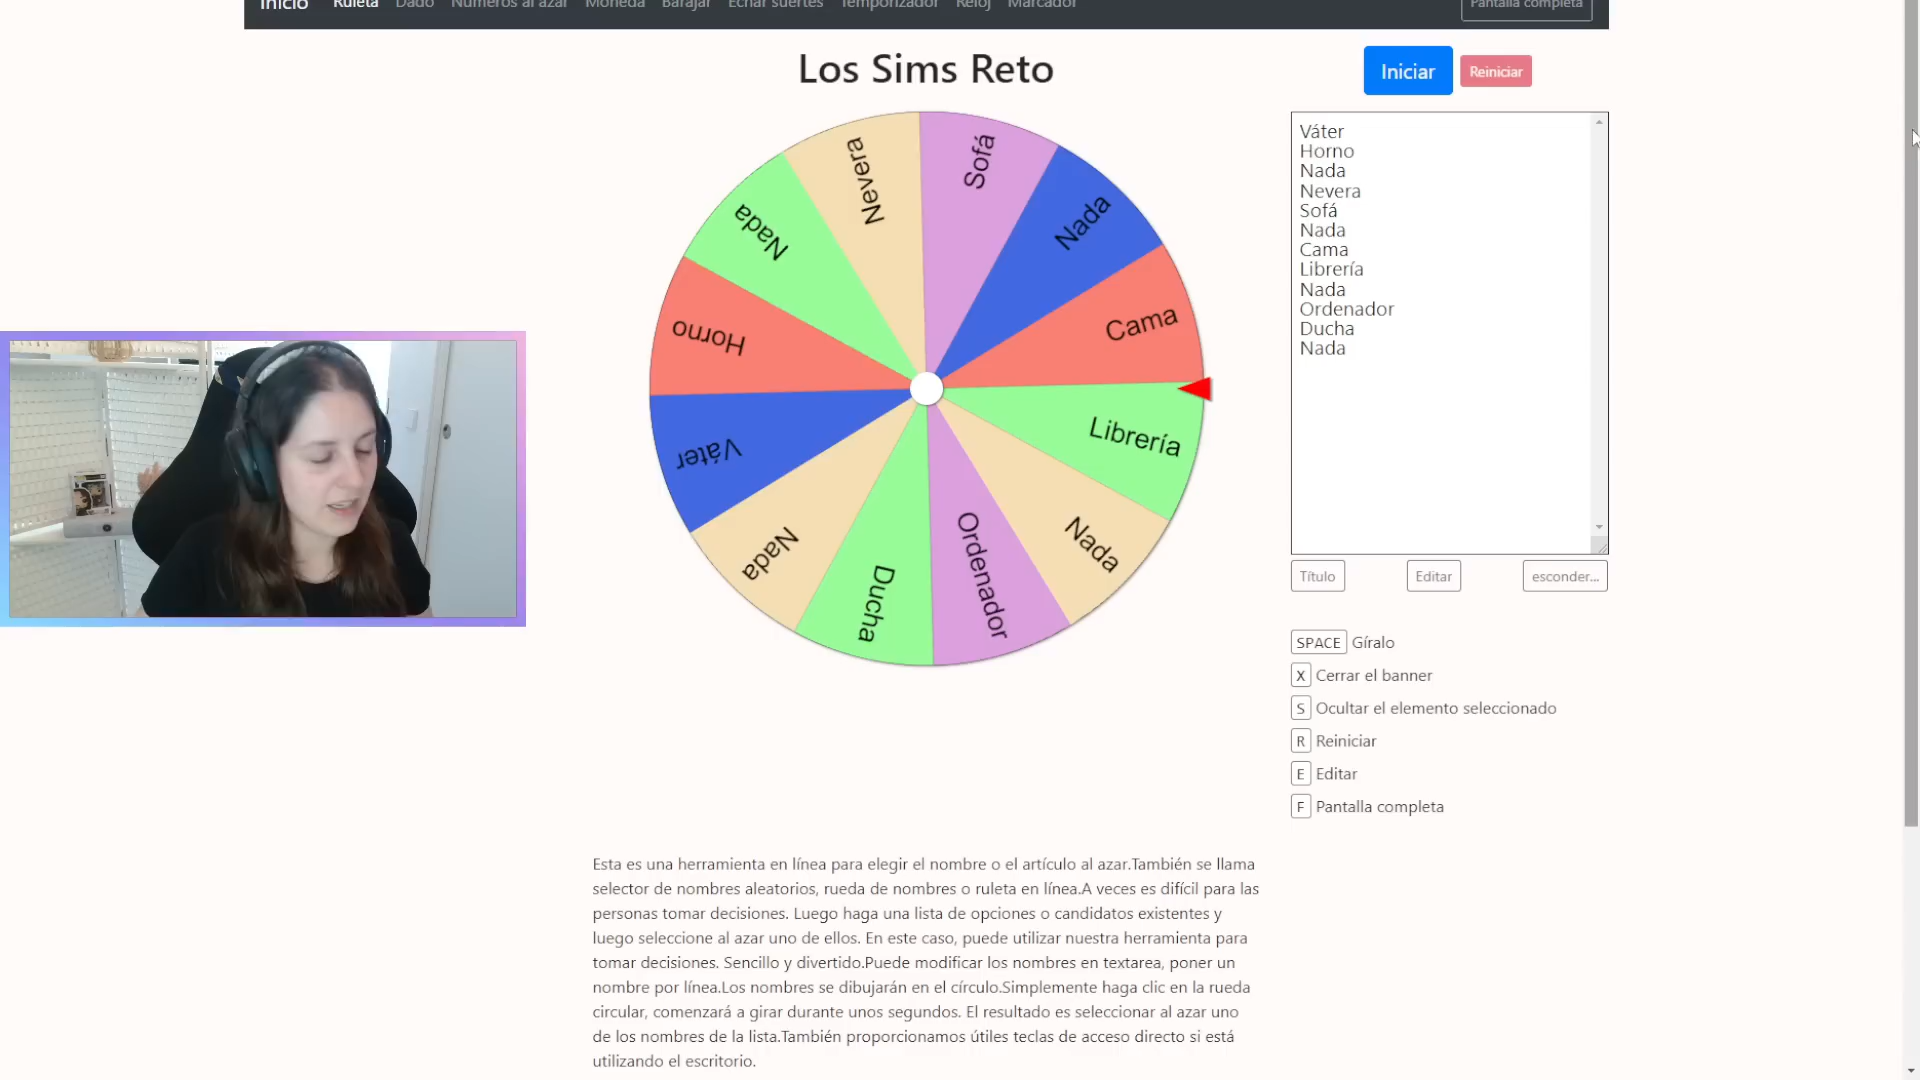 Inicio Ruleta Dado Números al azar Moneda Barajar Echar suertes Temporizador Reloj Marcador Pantalla completa
Los Sims Reto
Iniciar Reiniciar
Nevera
Sofá
Nada
Nada
Cama
Horno
Librería
Váter
Nada
Nada
Ordenador
Ducha
Váter
Horno
Nada
Nevera
Sofá
Nada
Cama
Librería
Nada
Ordenador
Ducha
Nada
Título Editar esconder...
SPACE Gíralo
X Cerrar el banner
S Ocultar el elemento seleccionado
R Reiniciar
E Editar
F Pantalla completa
Esta es una herramienta en línea para elegir el nombre o el artículo al azar.También se llama
selector de nombres aleatorios, rueda de nombres o ruleta en línea.A veces es difícil para las
personas tomar decisiones. Luego haga una lista de opciones o candidatos existentes y
luego seleccione al azar uno de ellos. En este caso, puede utilizar nuestra herramienta para
tomar decisiones. Sencillo y divertido.Puede modificar los nombres en textarea, poner un
nombre por línea.Los nombres se dibujarán en el círculo.Simplemente haga clic en la rueda
circular, comenzará a girar durante unos segundos. El resultado es seleccionar al azar uno
de los nombres de la lista.También proporcionamos útiles teclas de acceso directo si está
utilizando el escritorio.